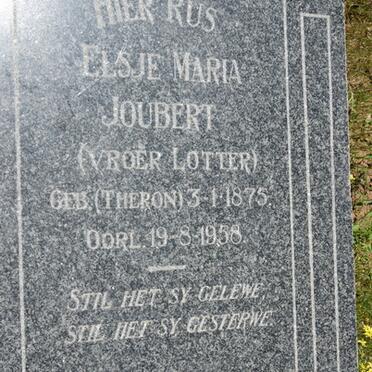 HIER RUS
ELSJE MARIA
JOUBERT
(VROER LOTTER)
GEB. (THERON) 3-1-1875
OORL. 19-8-1958.
STIL HET SY GELEWE,
STIL HET SY GESTERWE.